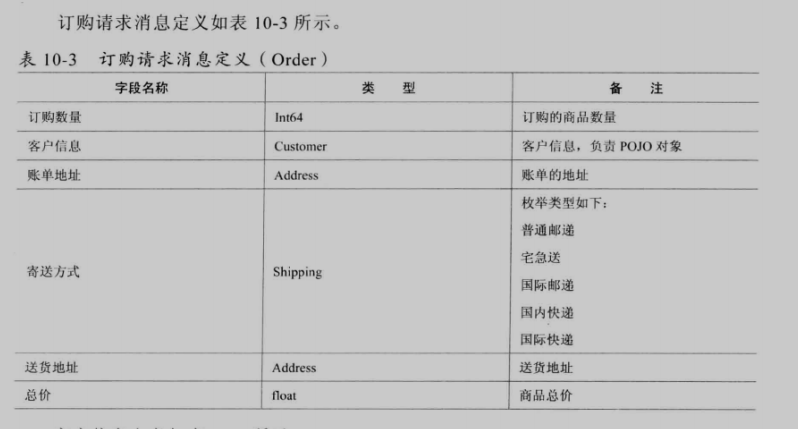 订购请求消息定义如表 10-3 所示。
表 10-3 订购请求消息定义（Order）
字段名称 类 型 备 注
订购数量 Int64 订购的商品数量
客户信息 Customer 客户信息，负责 POJO 对象
账单地址 Address 账单的地址
寄送方式 Shipping 枚举类型如下：
普通邮递
宅急送
国际邮递
国内快递
国际快递
送货地址 Address 送货地址
总价 float 商品总价